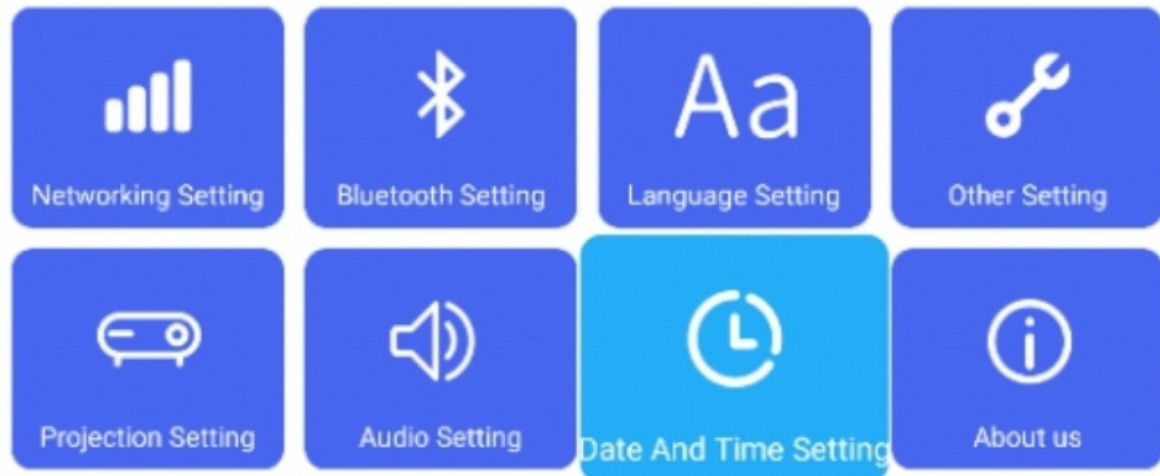 Networking Setting
Bluetooth Setting
Aa
Language Setting
Other Setting
Projection Setting
Audio Setting
Date And Time Setting
About us